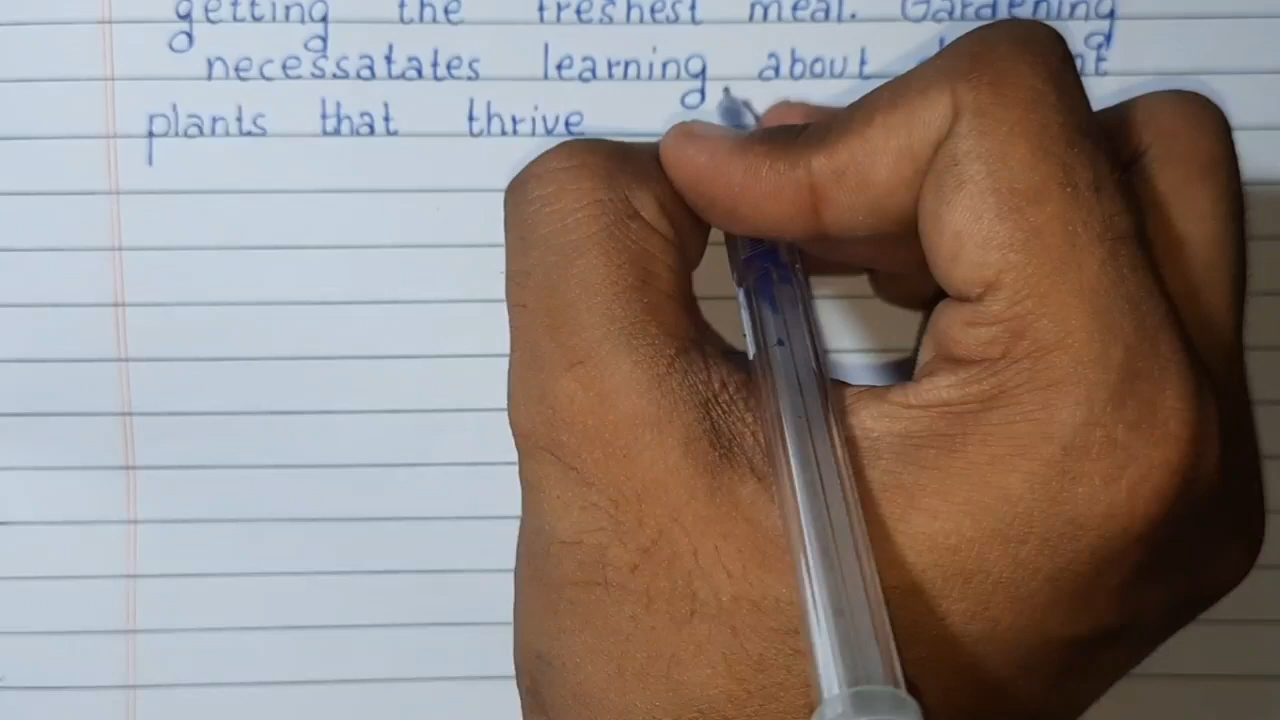 getting the freshest meal. Gardening
necessatates learning about
plants that thrive